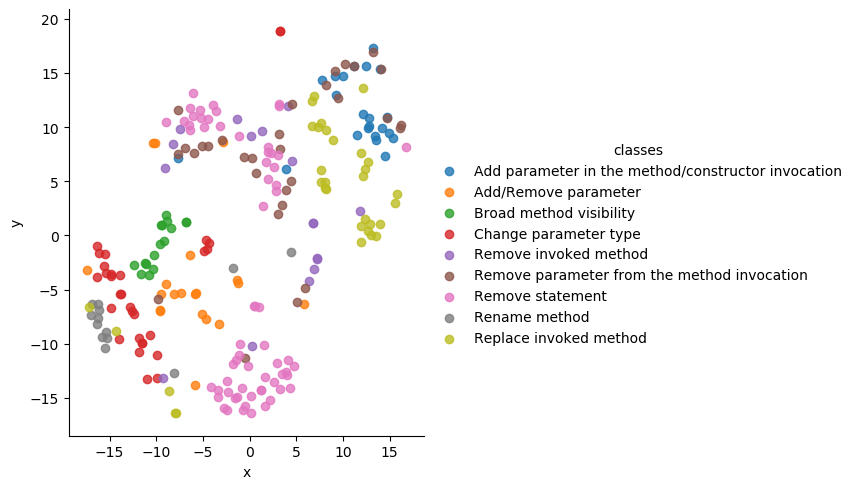 20
15
10
5
0
−5
−10
−15
y
−15
−10
−5
0
5
10
15
x
classes
Add parameter in the method/constructor invocation
Add/Remove parameter
Broad method visibility
Change parameter type
Remove invoked method
Remove parameter from the method invocation
Remove statement
Rename method
Replace invoked method